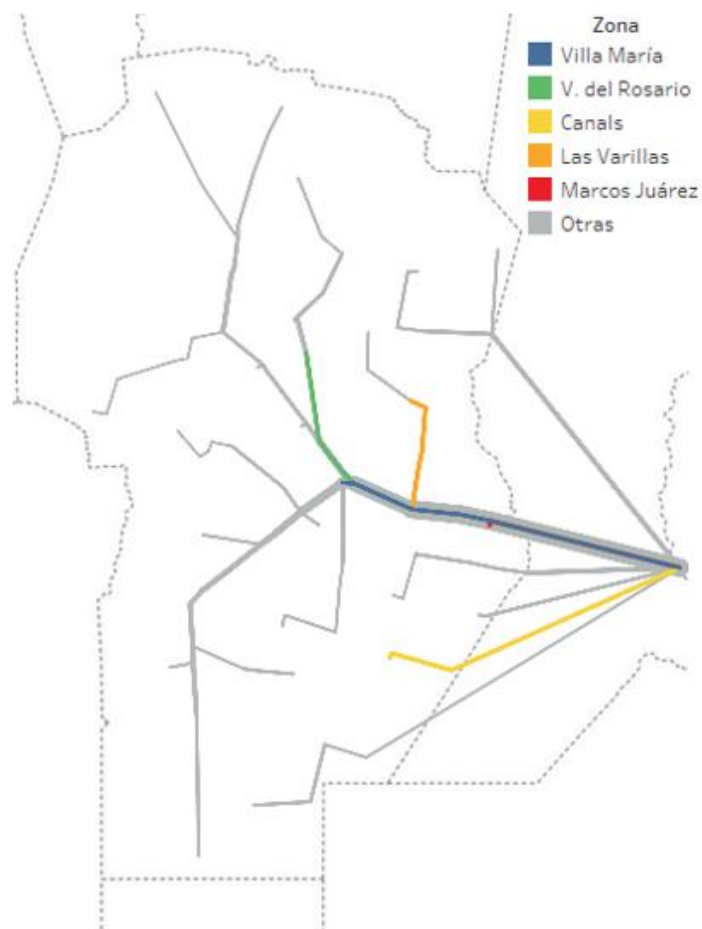 Zona
Villa María
V. del Rosario
Canals
Las Varillas
Marcos Juárez
Otras